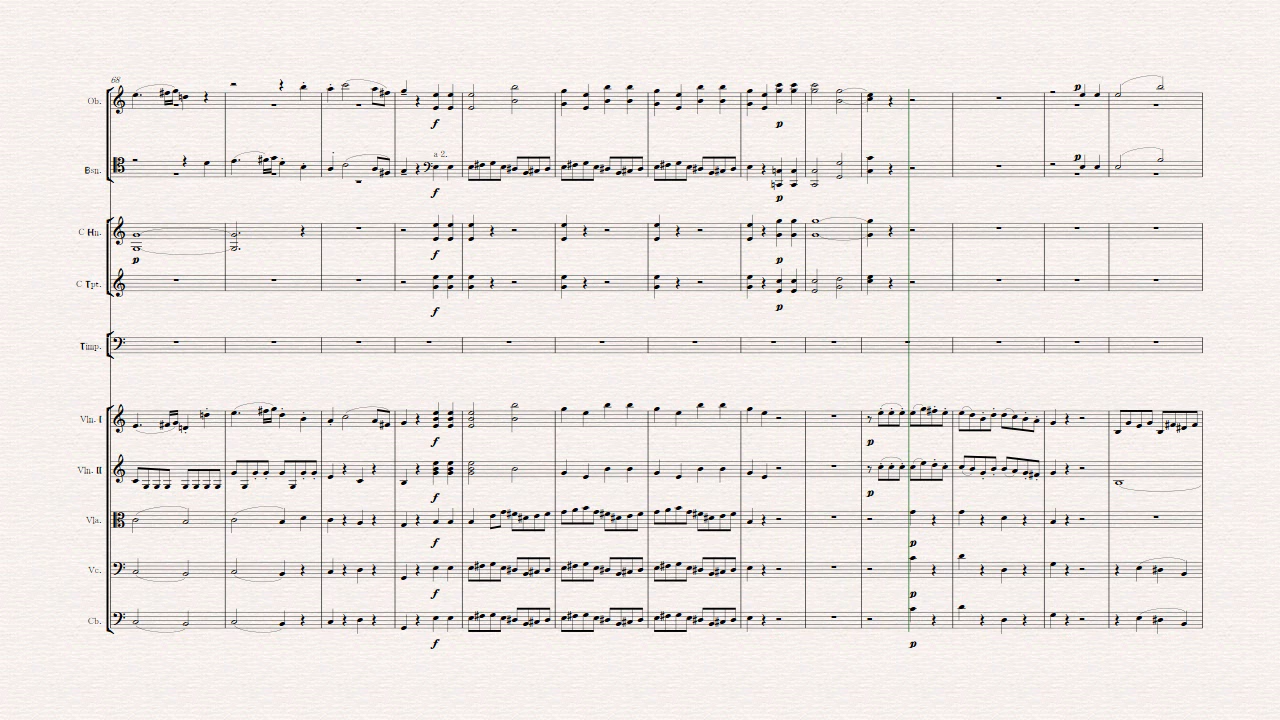 68
Ob.
a 2.
f
p
p
Bsn.
f
p
C Hn.
p
f
p
C Tpt.
f
p
Timp.
Vln. I
f
p
Vln. II
f
p
Vla.
f
p
Vc.
f
p
Cb.
f
p